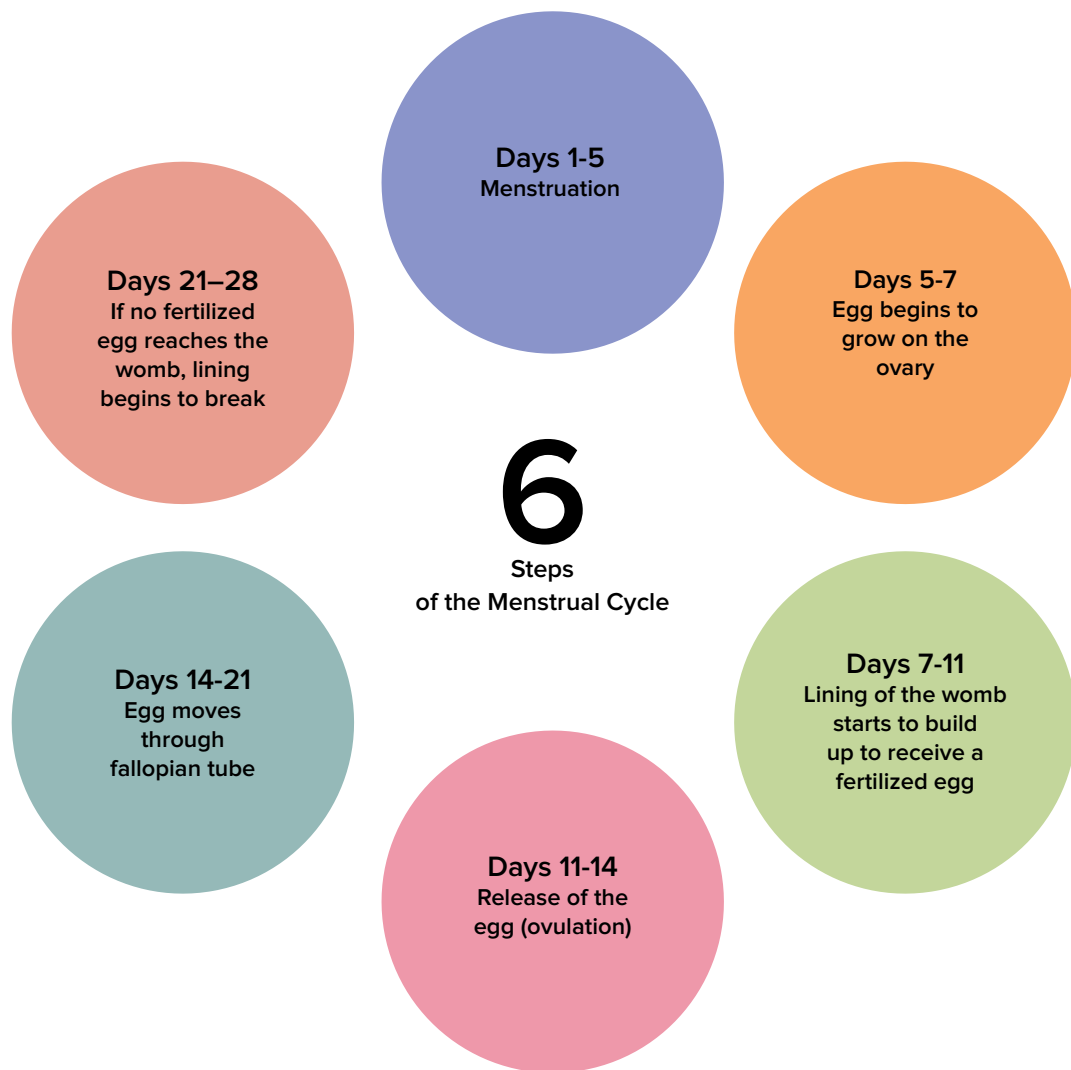 Days 1-5
Menstruation
Days 5-7
Egg begins to
grow on the
ovary
Days 7-11
Lining of the womb
starts to build
up to receive a
fertilized egg
Days 11-14
Release of the
egg (ovulation)
Days 14-21
Egg moves
through
fallopian tube
Days 21–28
If no fertilized
egg reaches the
womb, lining
begins to break
6
Steps
of the Menstrual Cycle